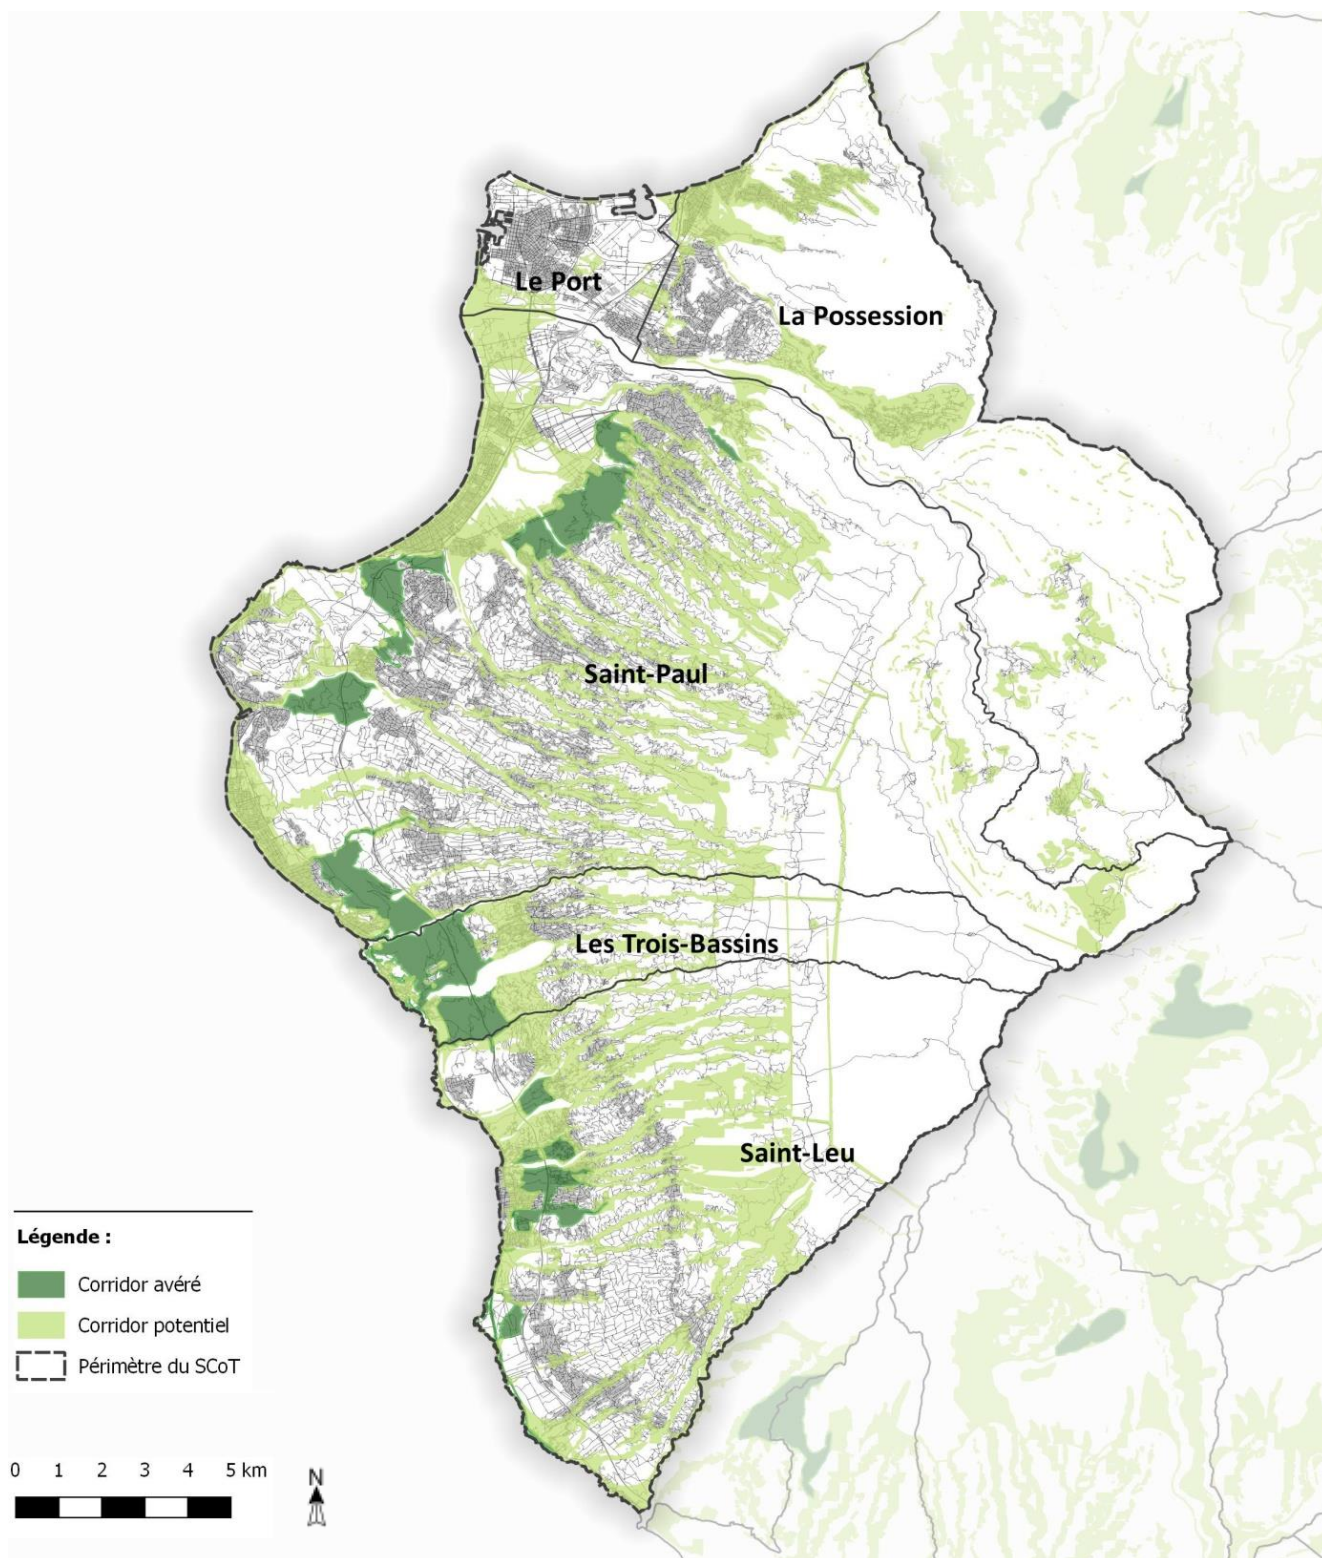 Le Port
La Possession
Saint-Paul
Les Trois-Bassins
Saint-Leu
Légende :
Corridor avéré
Corridor potentiel
Périmètre du SCoT
0 1 2 3 4 5 km
N